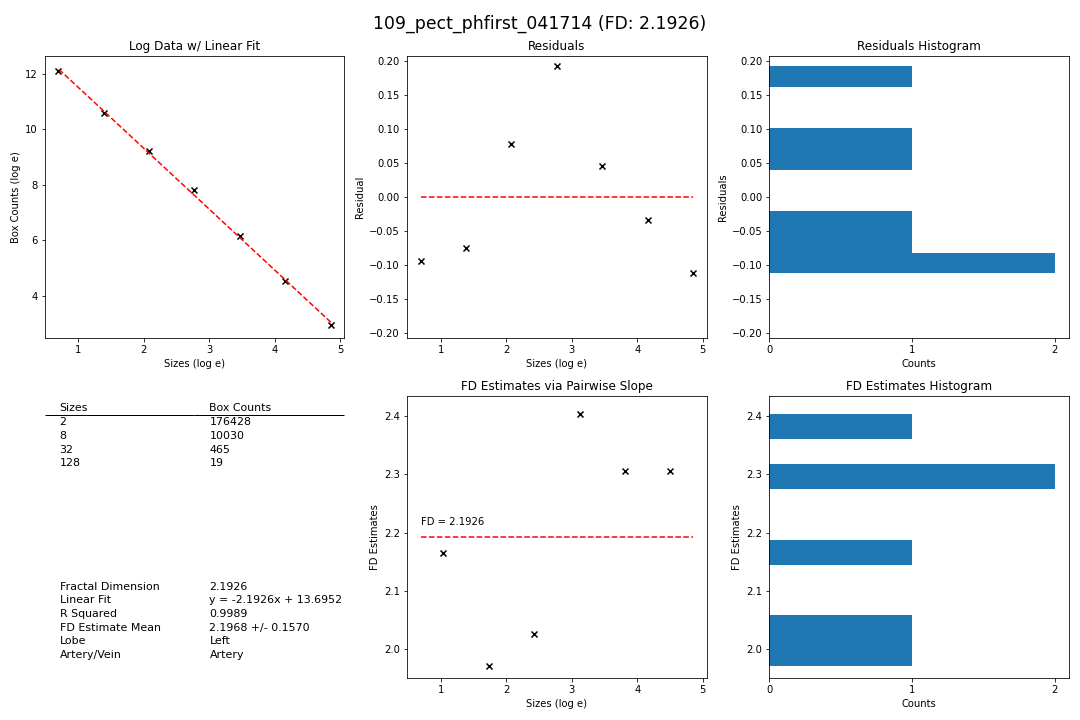 109_pect_phfirst_041714 (FD: 2.1926)
Log Data w/ Linear Fit
Box Counts (log e)
12
10
8
6
4
1 2 3 4 5
Sizes (log e)
Residuals
Residual
0.20
0.15
0.10
0.05
0.00
−0.05
−0.10
−0.15
−0.20
1 2 3 4 5
Sizes (log e)
Residuals Histogram
Residuals
0.20
0.15
0.10
0.05
0.00
−0.05
−0.10
−0.15
−0.20
0 1 2
Counts
Sizes Box Counts
2 176428
8 10030
32 465
128 19
Fractal Dimension 2.1926
Linear Fit y = -2.1926x + 13.6952
R Squared 0.9989
FD Estimate Mean 2.1968 +/- 0.1570
Lobe Left
Artery/Vein Artery
FD Estimates via Pairwise Slope
FD Estimates
2.4
2.3
2.2
2.1
2.0
FD = 2.1926
1 2 3 4 5
Sizes (log e)
FD Estimates Histogram
FD Estimates
2.4
2.3
2.2
2.1
2.0
0 1 2
Counts